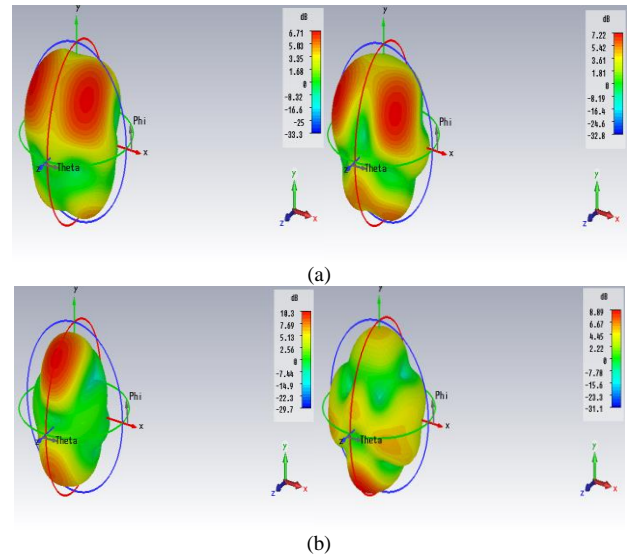 y
dB
6.71
5.03
3.35
1.68
0
-8.32
-16.6
-25
-33.3
Phi
x
z
Theta
y
z
x
y
dB
7.22
5.42
3.61
1.81
0
-8.19
-16.4
-24.6
-32.8
Phi
x
z
Theta
y
z
x
(a)
y
dB
10.3
7.69
5.13
2.56
0
-7.44
-14.9
-22.3
-29.7
Phi
x
z
Theta
y
z
x
y
dB
8.89
6.67
4.45
2.22
0
-7.78
-15.6
-23.3
-31.1
Phi
x
z
Theta
y
z
x
(b)